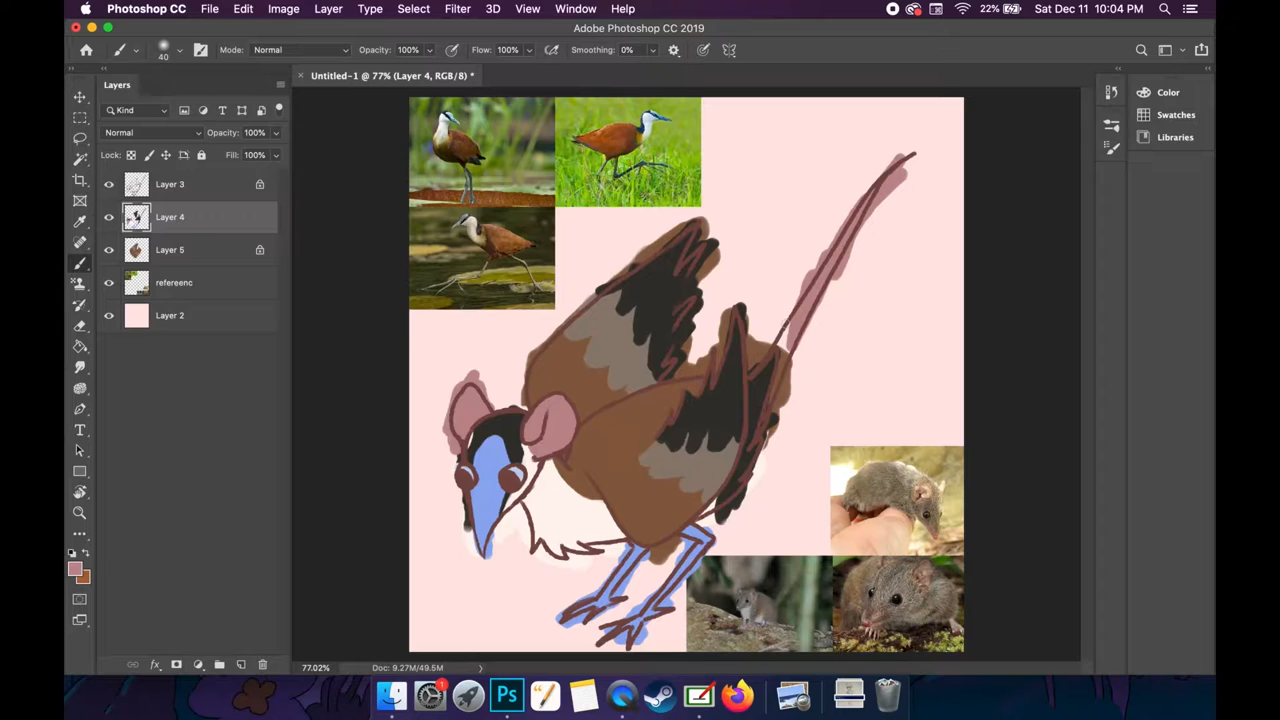 Photoshop CC File Edit Image Layer Type Select Filter 3D View Window Help 22% Sat Dec 11 10:04 PM
Adobe Photoshop CC 2019
40 Mode: Normal Opacity: 100% Flow: 100% Smoothing: 0%
Untitled-1 @ 77% (Layer 4, RGB/8) *
Layers
Kind
Normal Opacity: 100%
Lock: Fill: 100%
Layer 3
Layer 4
Layer 5
refereenc
Layer 2
Color
Swatches
Libraries
77.02% Doc: 9.27M/49.5M
1
Ps